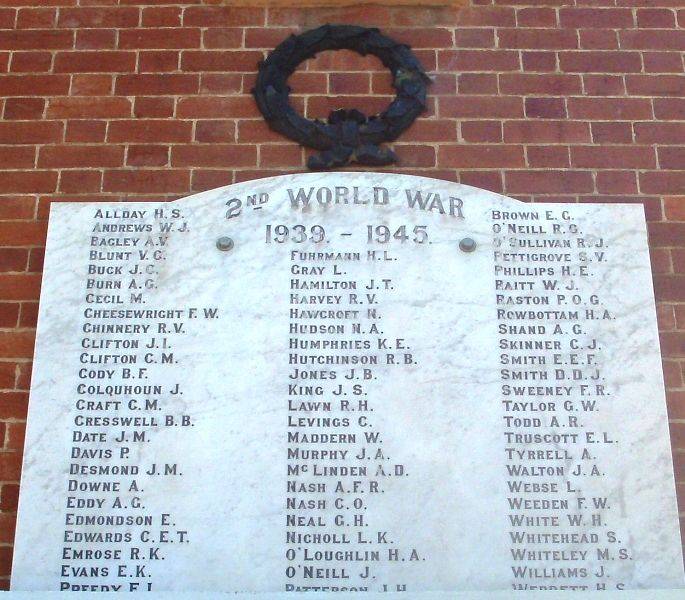 2ND WORLD WAR
1939. - 1945.
ALLDAY H.S.
ANDREWS W.J.
BAGLEY A.V.
BLUNT V.G.
BUCK J.C.
BURN A.G.
CECIL M.
CHEESEWRIGHT F.W.
CHINNERY R.V.
CLIFTON J.I.
CLIFTON C.M.
CODY B.F.
COLQUHOUN J.
CRAFT C.M.
CRESSWELL B.B.
DATE J.M.
DAVIS P.
DESMOND J.M.
DOWNE A.
EDDY A.G.
EDMONDSON E.
EDWARDS C.E.T.
EMROSE R.K.
EVANS E.K.
PREEDY F.J.
FUHRMANN H.L.
GRAY L.
HAMILTON J.T.
HARVEY R.V.
HAWCROFT N.
HUDSON N.A.
HUMPHRIES K.E.
HUTCHINSON R.B.
JONES J.B.
KING J.S.
LAWN R.H.
LEVINGS C.
MADDERN W.
MURPHY J.A.
McLINDEN A.D.
NASH A.F.R.
NASH C.O.
NEAL G.H.
NICHOLL L.K.
O'LOUGHLIN H.A.
O'NEILL J.
PATTERSON J.H.
BROWN E.G.
O'NEILL R.G.
O'SULLIVAN R.J.
PETTIGROVE S.V.
PHILLIPS H.E.
RAITT W.J.
RASTON P.O.G.
ROWBOTTAM H.A.
SHAND A.G.
SKINNER C.J.
SMITH E.E.F.
SMITH D.D.J.
SWEENEY F.R.
TAYLOR G.W.
TODD A.R.
TRUSCOTT E.L.
TYRRELL A.
WALTON J.A.
WEBSE L.
WEEDEN F.W.
WHITE W.H.
WHITEHEAD S.
WHITELEY M.S.
WILLIAMS J.
H.S.